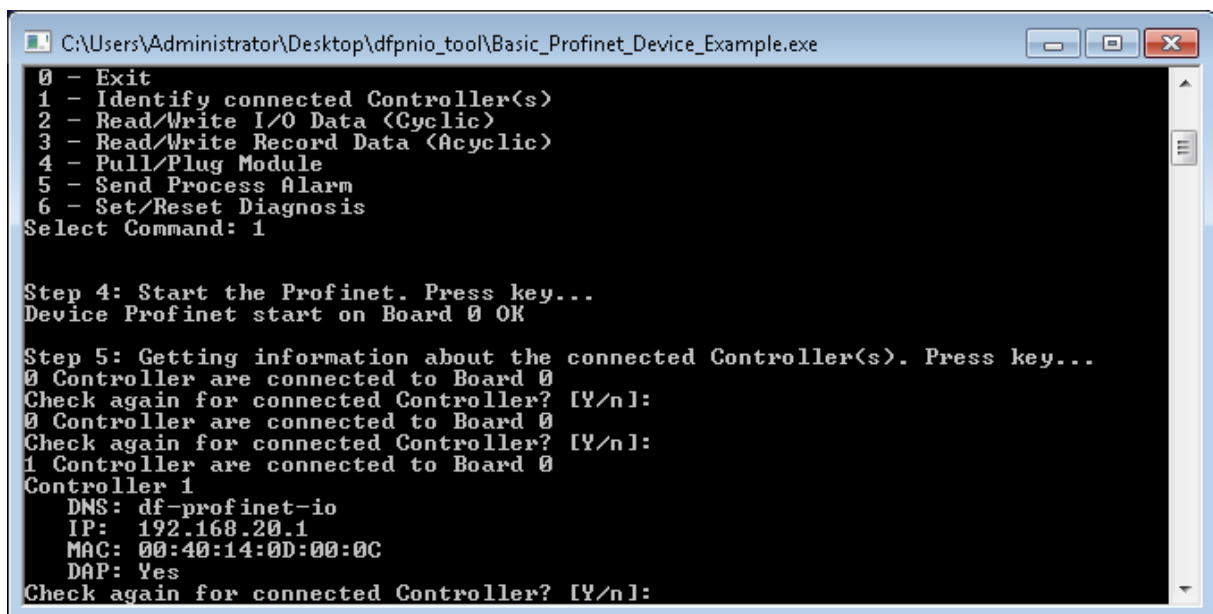 C:\Users\Administrator\Desktop\dfpnio_tool\Basic_Profinet_Device_Example.exe
0 - Exit
1 - Identify connected Controller(s)
2 - Read/Write I/O Data (Cyclic)
3 - Read/Write Record Data (Acyclic)
4 - Pull/Plug Module
5 - Send Process Alarm
6 - Set/Reset Diagnosis
Select Command: 1
Step 4: Start the Profinet. Press key...
Device Profinet start on Board 0 OK
Step 5: Getting information about the connected Controller(s). Press key...
0 Controller are connected to Board 0
Check again for connected Controller? [Y/n]:
0 Controller are connected to Board 0
Check again for connected Controller? [Y/n]:
1 Controller are connected to Board 0
Controller 1
DNS: df-profinet-io
IP: 192.168.20.1
MAC: 00:40:14:0D:00:0C
DAP: Yes
Check again for connected Controller? [Y/n]: